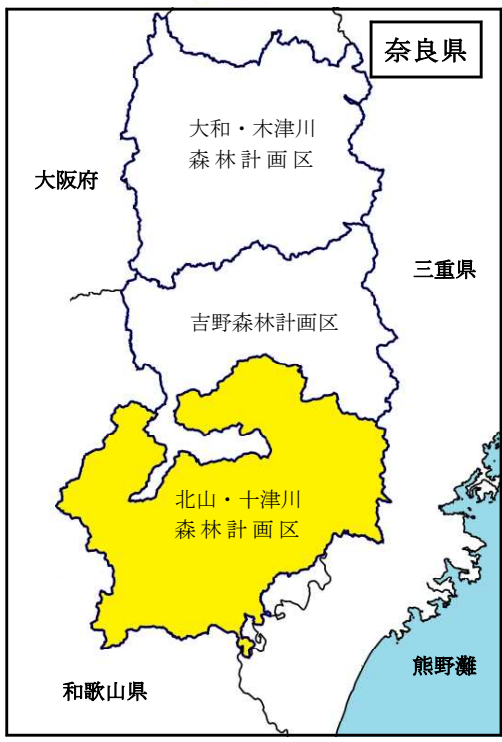 奈良県
大和・木津川
森林計画区
大阪府
三重県
吉野森林計画区
北山・十津川
森林計画区
熊野灘
和歌山県